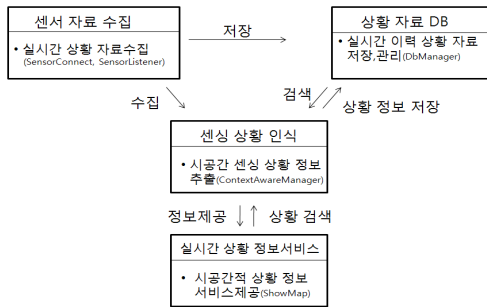 센서 자료 수집
• 실시간 상황 자료수집
(SensorConnect, SensorListener)
저장
상황 자료 DB
• 실시간 이력 상황 자료
저장,관리(DbManager)
수집
검색
상황 정보 저장
센싱 상황 인식
• 시공간 센싱 상황 정보
추출(ContextAwareManager)
정보제공
상황 검색
실시간 상황 정보서비스
• 시공간적 상황 정보
서비스제공(ShowMap)